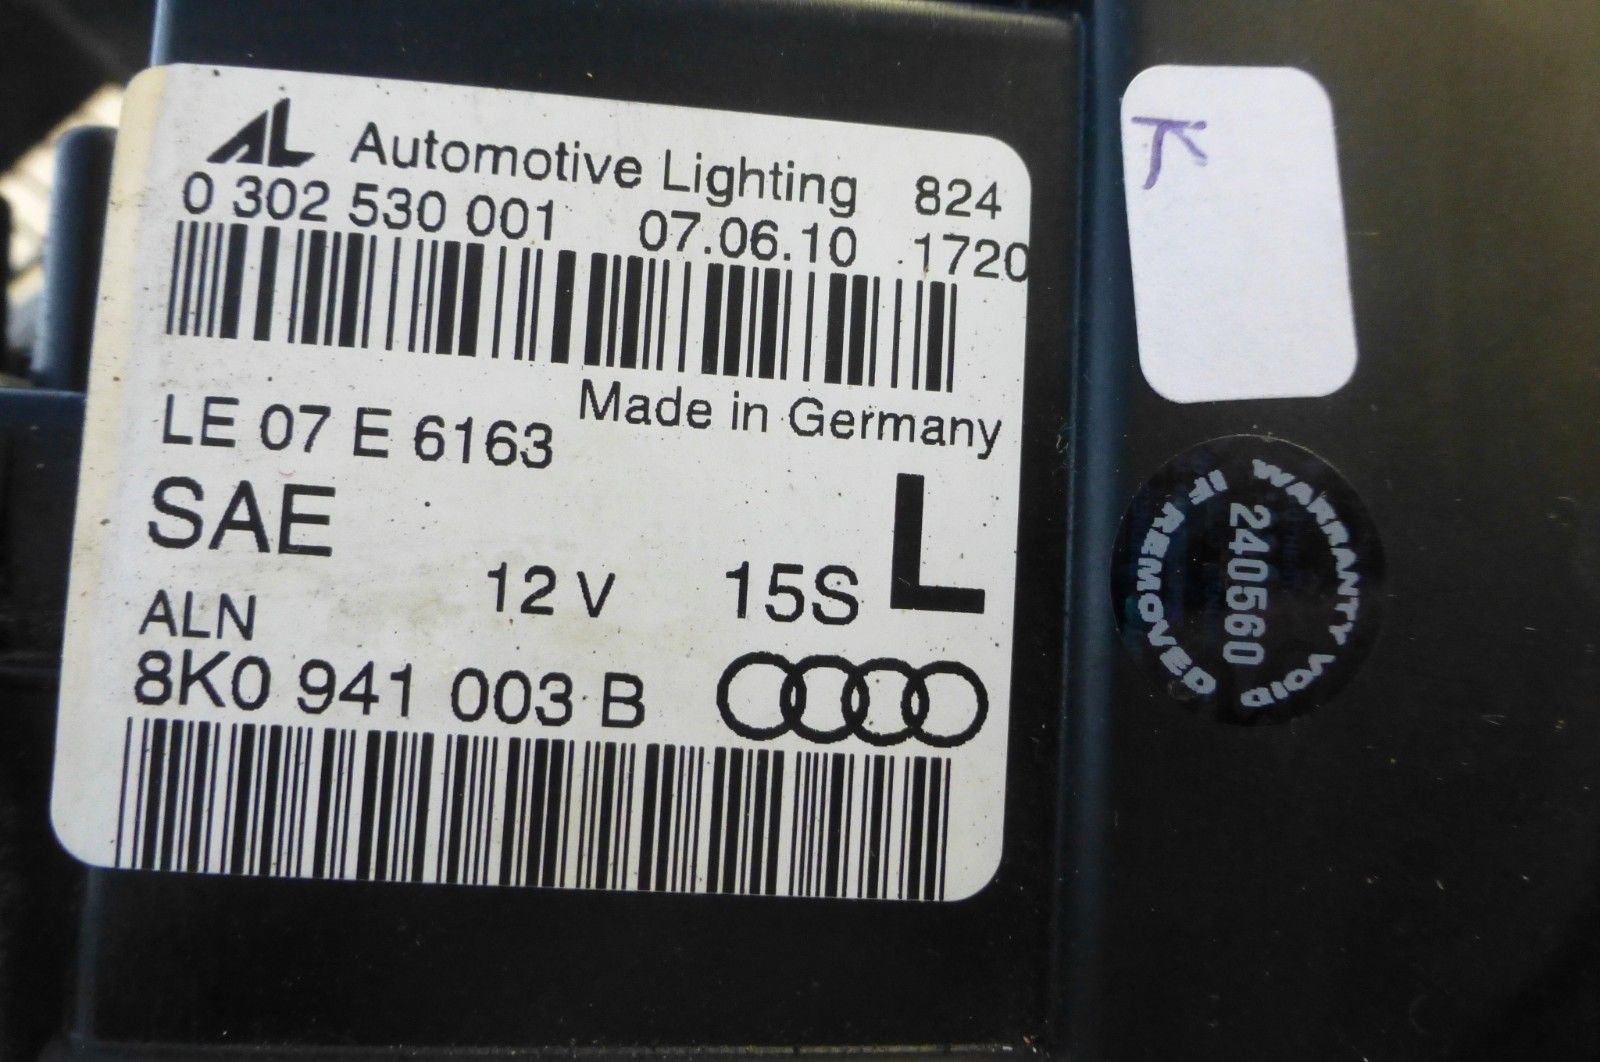 AL Automotive Lighting 824
0 302 530 001 07.06.10 1720
Made in Germany
LE 07 E 6163
SAE
12 V 15S L
ALN
8K0 941 003 B
WARRANTY VOID
IF REMOVED
240560